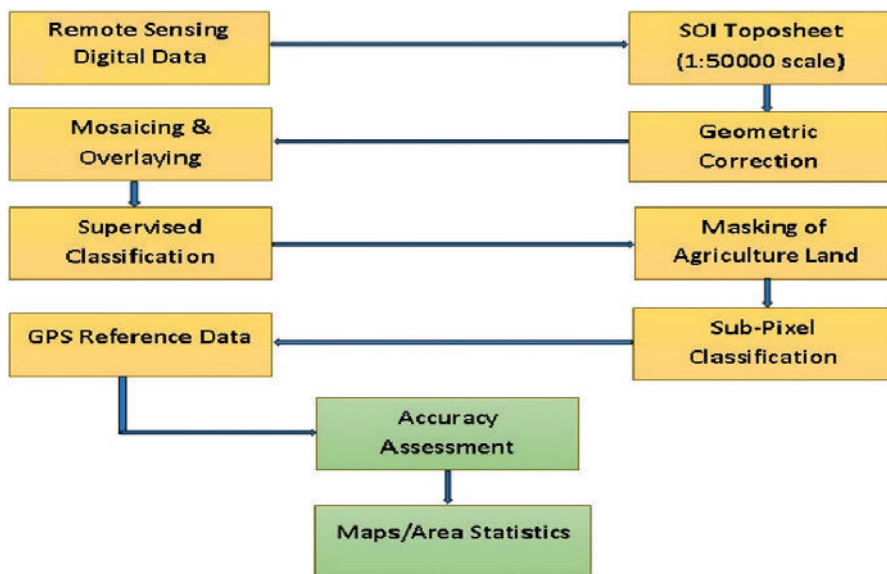 Remote Sensing
Digital Data
SOI Toposheet
(1:50000 scale)
Mosaicing &
Overlaying
Geometric
Correction
Supervised
Classification
Masking of
Agriculture Land
GPS Reference Data
Sub-Pixel
Classification
Accuracy
Assessment
Maps/Area Statistics